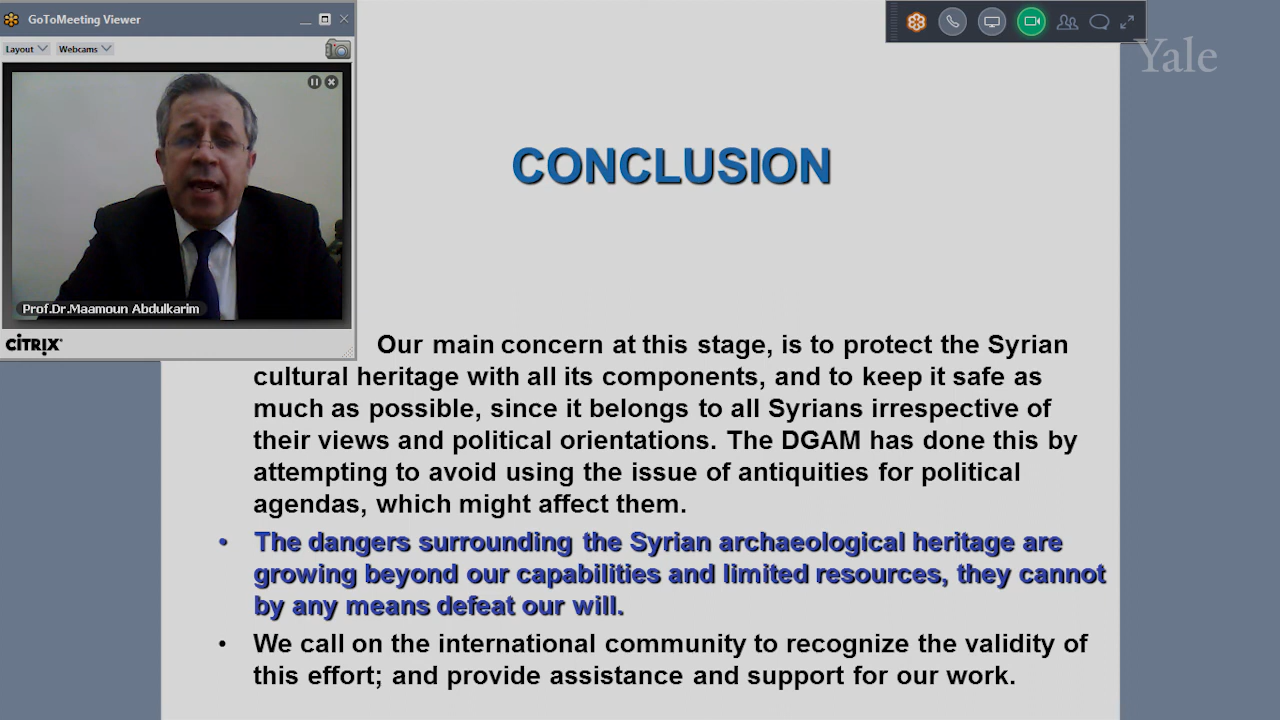 GoToMeeting Viewer
Layout
Webcams
Yale
Prof.Dr.Maamoun Abdulkarim
CİTRIX
CONCLUSION
Our main concern at this stage, is to protect the Syrian
cultural heritage with all its components, and to keep it safe as
much as possible, since it belongs to all Syrians irrespective of
their views and political orientations. The DGAM has done this by
attempting to avoid using the issue of antiquities for political
agendas, which might affect them.
• The dangers surrounding the Syrian archaeological heritage are
growing beyond our capabilities and limited resources, they cannot
by any means defeat our will.
• We call on the international community to recognize the validity of
this effort; and provide assistance and support for our work.